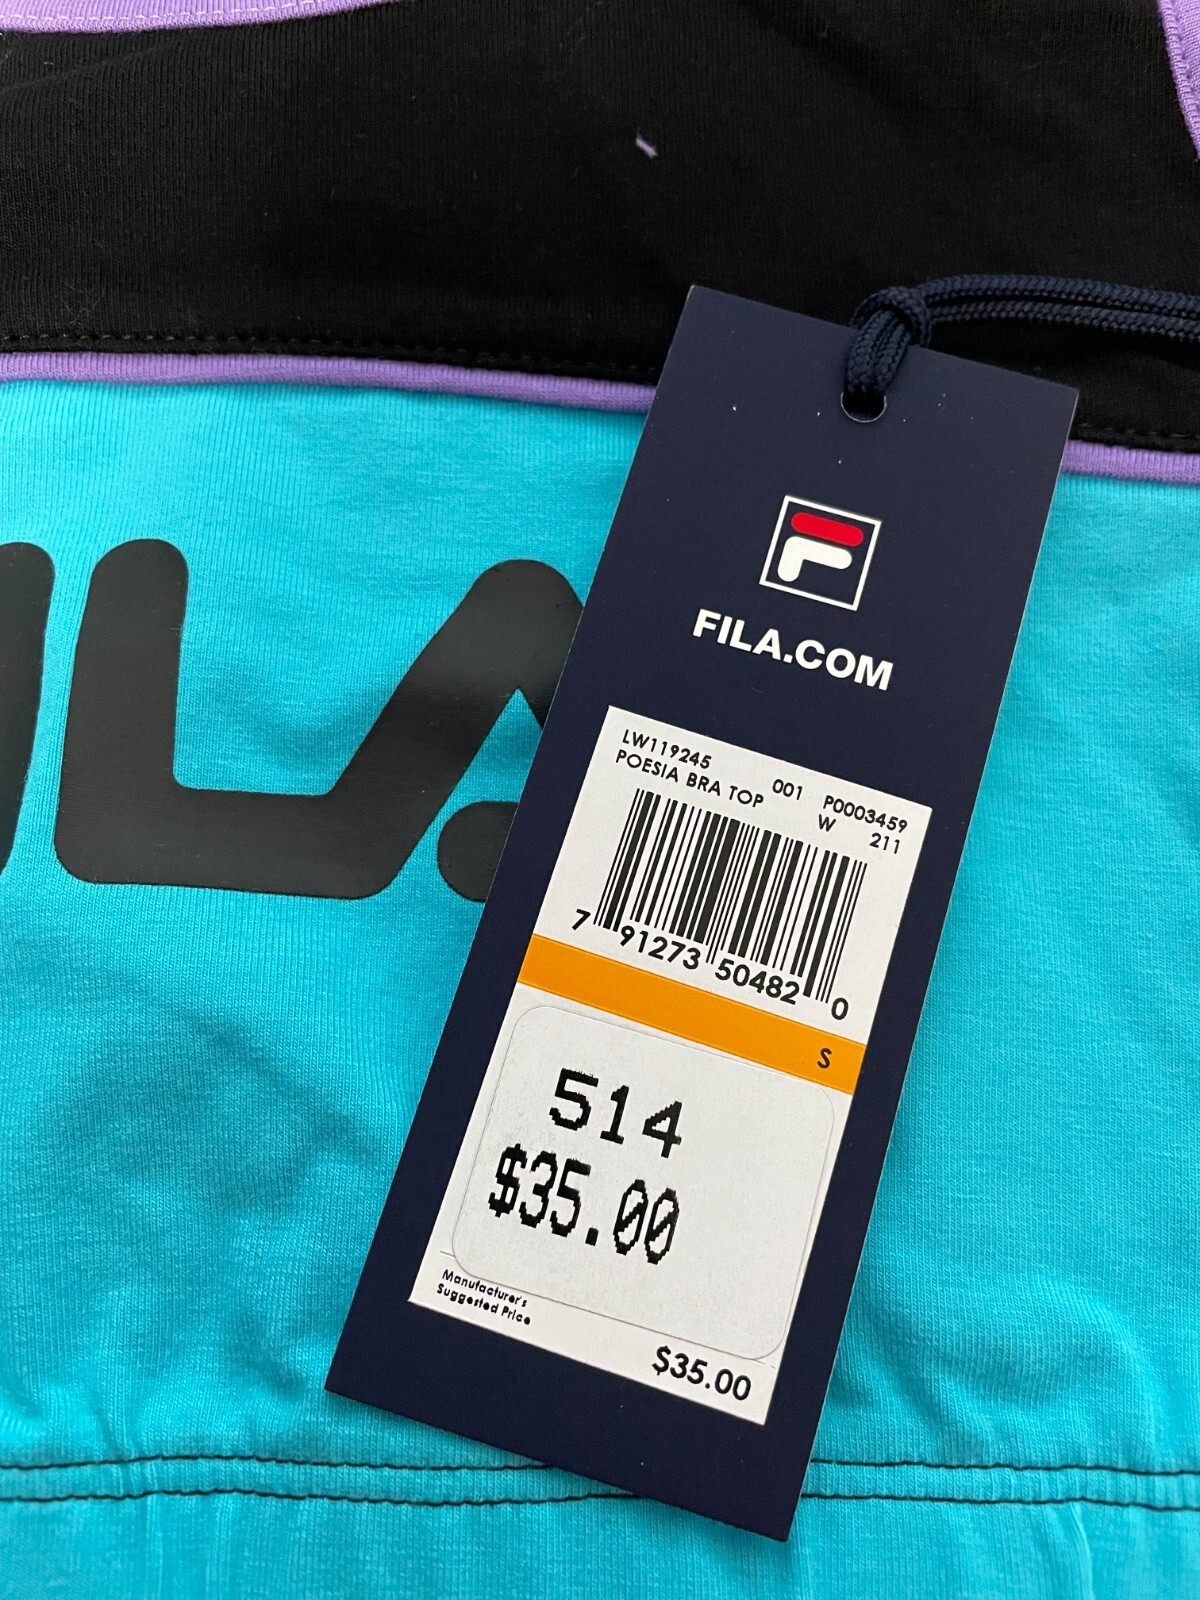 ILA
FILA.COM
LW119245 001 P0003459
POESIA BRA TOP W 211
7 91273 50482 0
S
514
$35.00
Manufacturer's
Suggested Price
$35.00